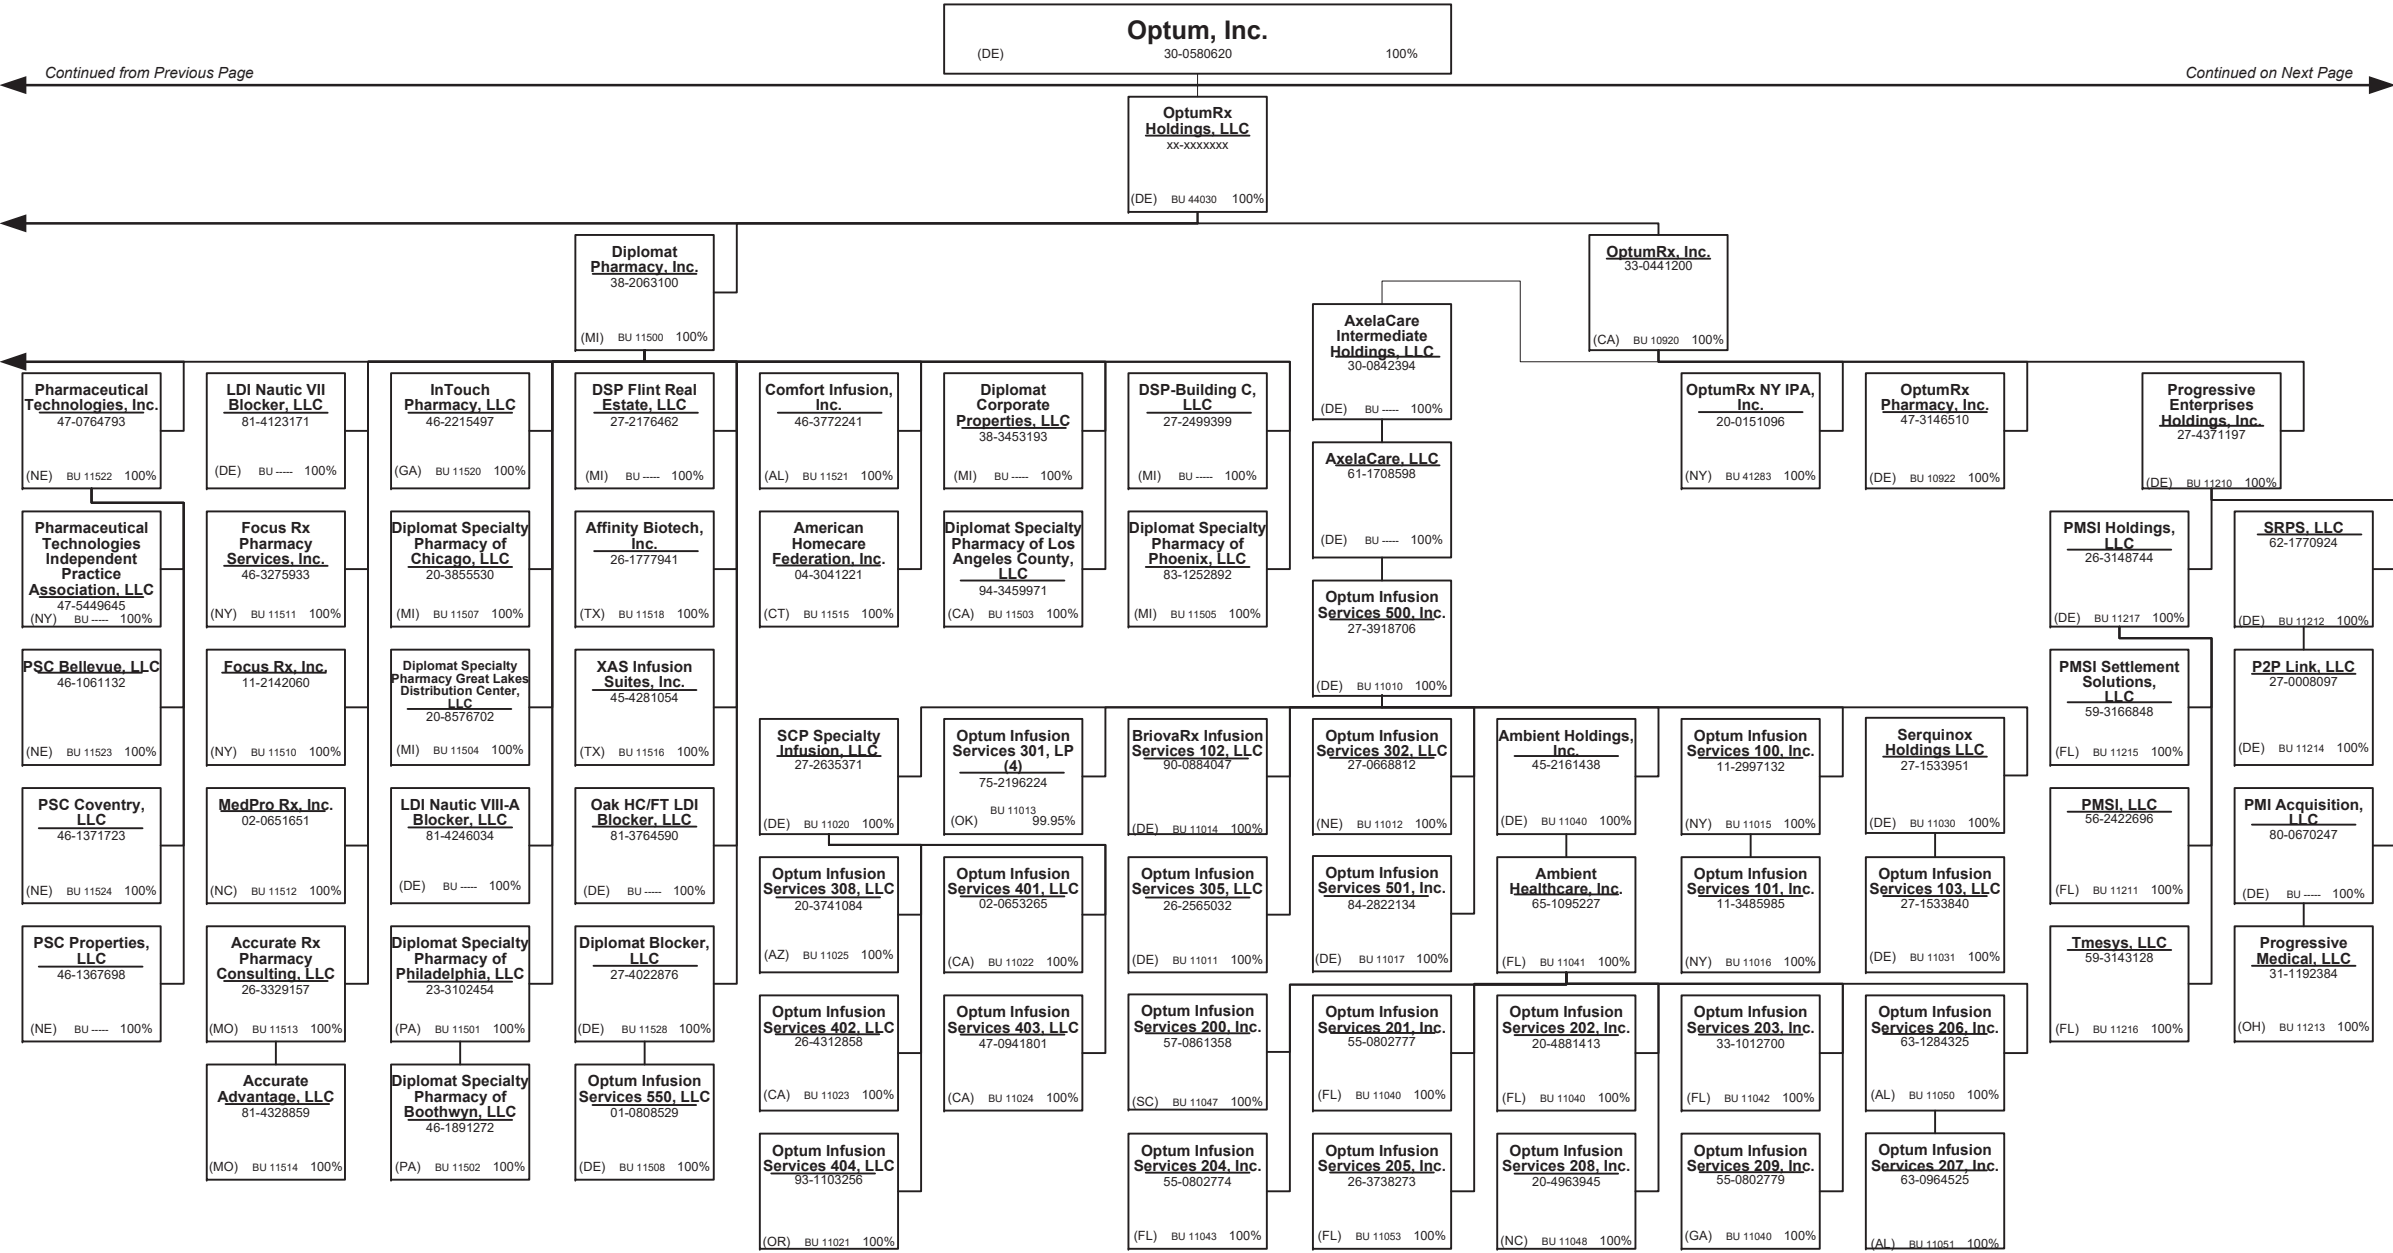 Optum, Inc.
(DE) 30-0580620 100%
Continued from Previous Page
Continued on Next Page
OptumRx
Holdings, LLC
xx-xxxxxxx
(DE) BU 44030 100%
Diplomat
Pharmacy, Inc.
38-2063100
(MI) BU 11500 100%
OptumRx, Inc.
33-0441200
(CA) BU 10920 100%
AxelaCare
Intermediate
Holdings, LLC
30-0842394
(DE) BU ----- 100%
Pharmaceutical
Technologies, Inc.
47-0764793
(NE) BU 11522 100%
LDI Nautic VII
Blocker, LLC
81-4123171
(DE) BU ----- 100%
InTouch
Pharmacy, LLC
46-2215497
(GA) BU 11520 100%
DSP Flint Real
Estate, LLC
27-2176462
(MI) BU ----- 100%
Comfort Infusion,
Inc.
46-3772241
(AL) BU 11521 100%
Diplomat
Corporate
Properties, LLC
38-3453193
(MI) BU ----- 100%
DSP-Building C,
LLC
27-2499399
(MI) BU ----- 100%
AxelaCare, LLC
61-1708598
(DE) BU ----- 100%
OptumRx NY IPA,
Inc.
20-0151096
(NY) BU 41283 100%
OptumRx
Pharmacy, Inc.
47-3146510
(DE) BU 10922 100%
Progressive
Enterprises
Holdings, Inc.
27-4371197
(DE) BU 11210 100%
Pharmaceutical
Technologies
Independent
Practice
Association, LLC
47-5449645
(NY) BU ----- 100%
Focus Rx
Pharmacy
Services, Inc.
46-3275933
(NY) BU 11511 100%
Diplomat Specialty
Pharmacy of
Chicago, LLC
20-3855530
(MI) BU 11507 100%
Affinity Biotech,
Inc.
26-1777941
(TX) BU 11518 100%
American
Homecare
Federation, Inc.
04-3041221
(CT) BU 11515 100%
Diplomat Specialty
Pharmacy of Los
Angeles County,
LLC
94-3459971
(CA) BU 11503 100%
Diplomat Specialty
Pharmacy of
Phoenix, LLC
83-1252892
(MI) BU 11505 100%
Optum Infusion
Services 500, Inc.
27-3918706
(DE) BU 11010 100%
PMSI Holdings,
LLC
26-3148744
(DE) BU 11217 100%
SRPS, LLC
62-1770924
(DE) BU 11212 100%
PSC Bellevue, LLC
46-1061132
(NE) BU 11523 100%
Focus Rx, Inc.
11-2142060
(NY) BU 11510 100%
Diplomat Specialty
Pharmacy Great Lakes
Distribution Center,
LLC
20-8576702
(MI) BU 11504 100%
XAS Infusion
Suites, Inc.
45-4281054
(TX) BU 11516 100%
PMSI Settlement
Solutions,
LLC
59-3166848
(FL) BU 11215 100%
P2P Link, LLC
27-0008097
(DE) BU 11214 100%
SCP Specialty
Infusion, LLC
27-2635371
(DE) BU 11020 100%
Optum Infusion
Services 301, LP
(4)
75-2196224
BU 11013
(OK) 99.95%
BriovaRx Infusion
Services 102, LLC
90-0884047
(DE) BU 11014 100%
Optum Infusion
Services 302, LLC
27-0668812
(NE) BU 11012 100%
Ambient Holdings,
Inc.
45-2161438
(DE) BU 11040 100%
Optum Infusion
Services 100, Inc.
11-2997132
(NY) BU 11015 100%
Serquinox
Holdings LLC
27-1533951
(DE) BU 11030 100%
PSC Coventry,
LLC
46-1371723
(NE) BU 11524 100%
MedPro Rx, Inc.
02-0651651
(NC) BU 11512 100%
LDI Nautic VIII-A
Blocker, LLC
81-4246034
(DE) BU ----- 100%
Oak HC/FT LDI
Blocker, LLC
81-3764590
(DE) BU ----- 100%
PMSI, LLC
56-2422696
(FL) BU 11211 100%
PMI Acquisition,
LLC
80-0670247
(DE) BU ----- 100%
Optum Infusion
Services 308, LLC
20-3741084
(AZ) BU 11025 100%
Optum Infusion
Services 401, LLC
02-0653265
(CA) BU 11022 100%
Optum Infusion
Services 305, LLC
26-2565032
(DE) BU 11011 100%
Optum Infusion
Services 501, Inc.
84-2822134
(DE) BU 11017 100%
Ambient
Healthcare, Inc.
65-1095227
(FL) BU 11041 100%
Optum Infusion
Services 101, Inc.
11-3485985
(NY) BU 11016 100%
Optum Infusion
Services 103, LLC
27-1533840
(DE) BU 11031 100%
PSC Properties,
LLC
46-1367698
(NE) BU ----- 100%
Accurate Rx
Pharmacy
Consulting, LLC
26-3329157
(MO) BU 11513 100%
Diplomat Specialty
Pharmacy of
Philadelphia, LLC
23-3102454
(PA) BU 11501 100%
Diplomat Blocker,
LLC
27-4022876
(DE) BU 11528 100%
Tmesys, LLC
59-3143128
(FL) BU 11216 100%
Progressive
Medical, LLC
31-1192384
(OH) BU 11213 100%
Optum Infusion
Services 402, LLC
26-4312858
(CA) BU 11023 100%
Optum Infusion
Services 403, LLC
47-0941801
(CA) BU 11024 100%
Optum Infusion
Services 200, Inc.
57-0861358
(SC) BU 11047 100%
Optum Infusion
Services 201, Inc.
55-0802777
(FL) BU 11040 100%
Optum Infusion
Services 202, Inc.
20-4881413
(FL) BU 11040 100%
Optum Infusion
Services 203, Inc.
33-1012700
(FL) BU 11042 100%
Optum Infusion
Services 206, Inc.
63-1284325
(AL) BU 11050 100%
Accurate
Advantage, LLC
81-4328859
(MO) BU 11514 100%
Diplomat Specialty
Pharmacy of
Boothwyn, LLC
46-1891272
(PA) BU 11502 100%
Optum Infusion
Services 550, LLC
01-0808529
(DE) BU 11508 100%
Optum Infusion
Services 404, LLC
93-1103256
(OR) BU 11021 100%
Optum Infusion
Services 204, Inc.
55-0802774
(FL) BU 11043 100%
Optum Infusion
Services 205, Inc.
26-3738273
(FL) BU 11053 100%
Optum Infusion
Services 208, Inc.
20-4963945
(NC) BU 11048 100%
Optum Infusion
Services 209, Inc.
55-0802779
(GA) BU 11040 100%
Optum Infusion
Services 207, Inc.
63-0964525
(AL) BU 11051 100%